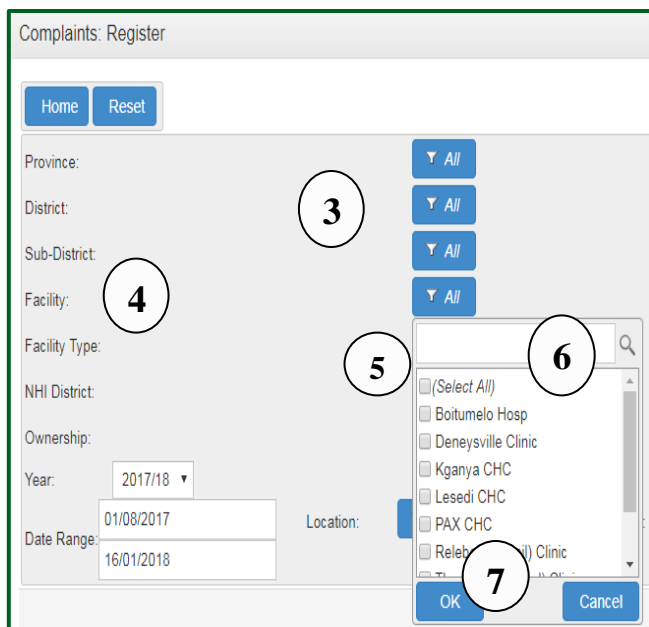 Complaints: Register
Home Reset
Province: All
District: All
3
Sub-District: All
Facility: All
4
Facility Type:
5
6
NHI District:
(Select All)
Boitumelo Hosp
Deneysville Clinic
Kganya CHC
Lesedi CHC
PAX CHC
Clinic
Ownership:
Year: 2017/18
Date Range: 01/08/2017
16/01/2018
Location:
7
OK Cancel